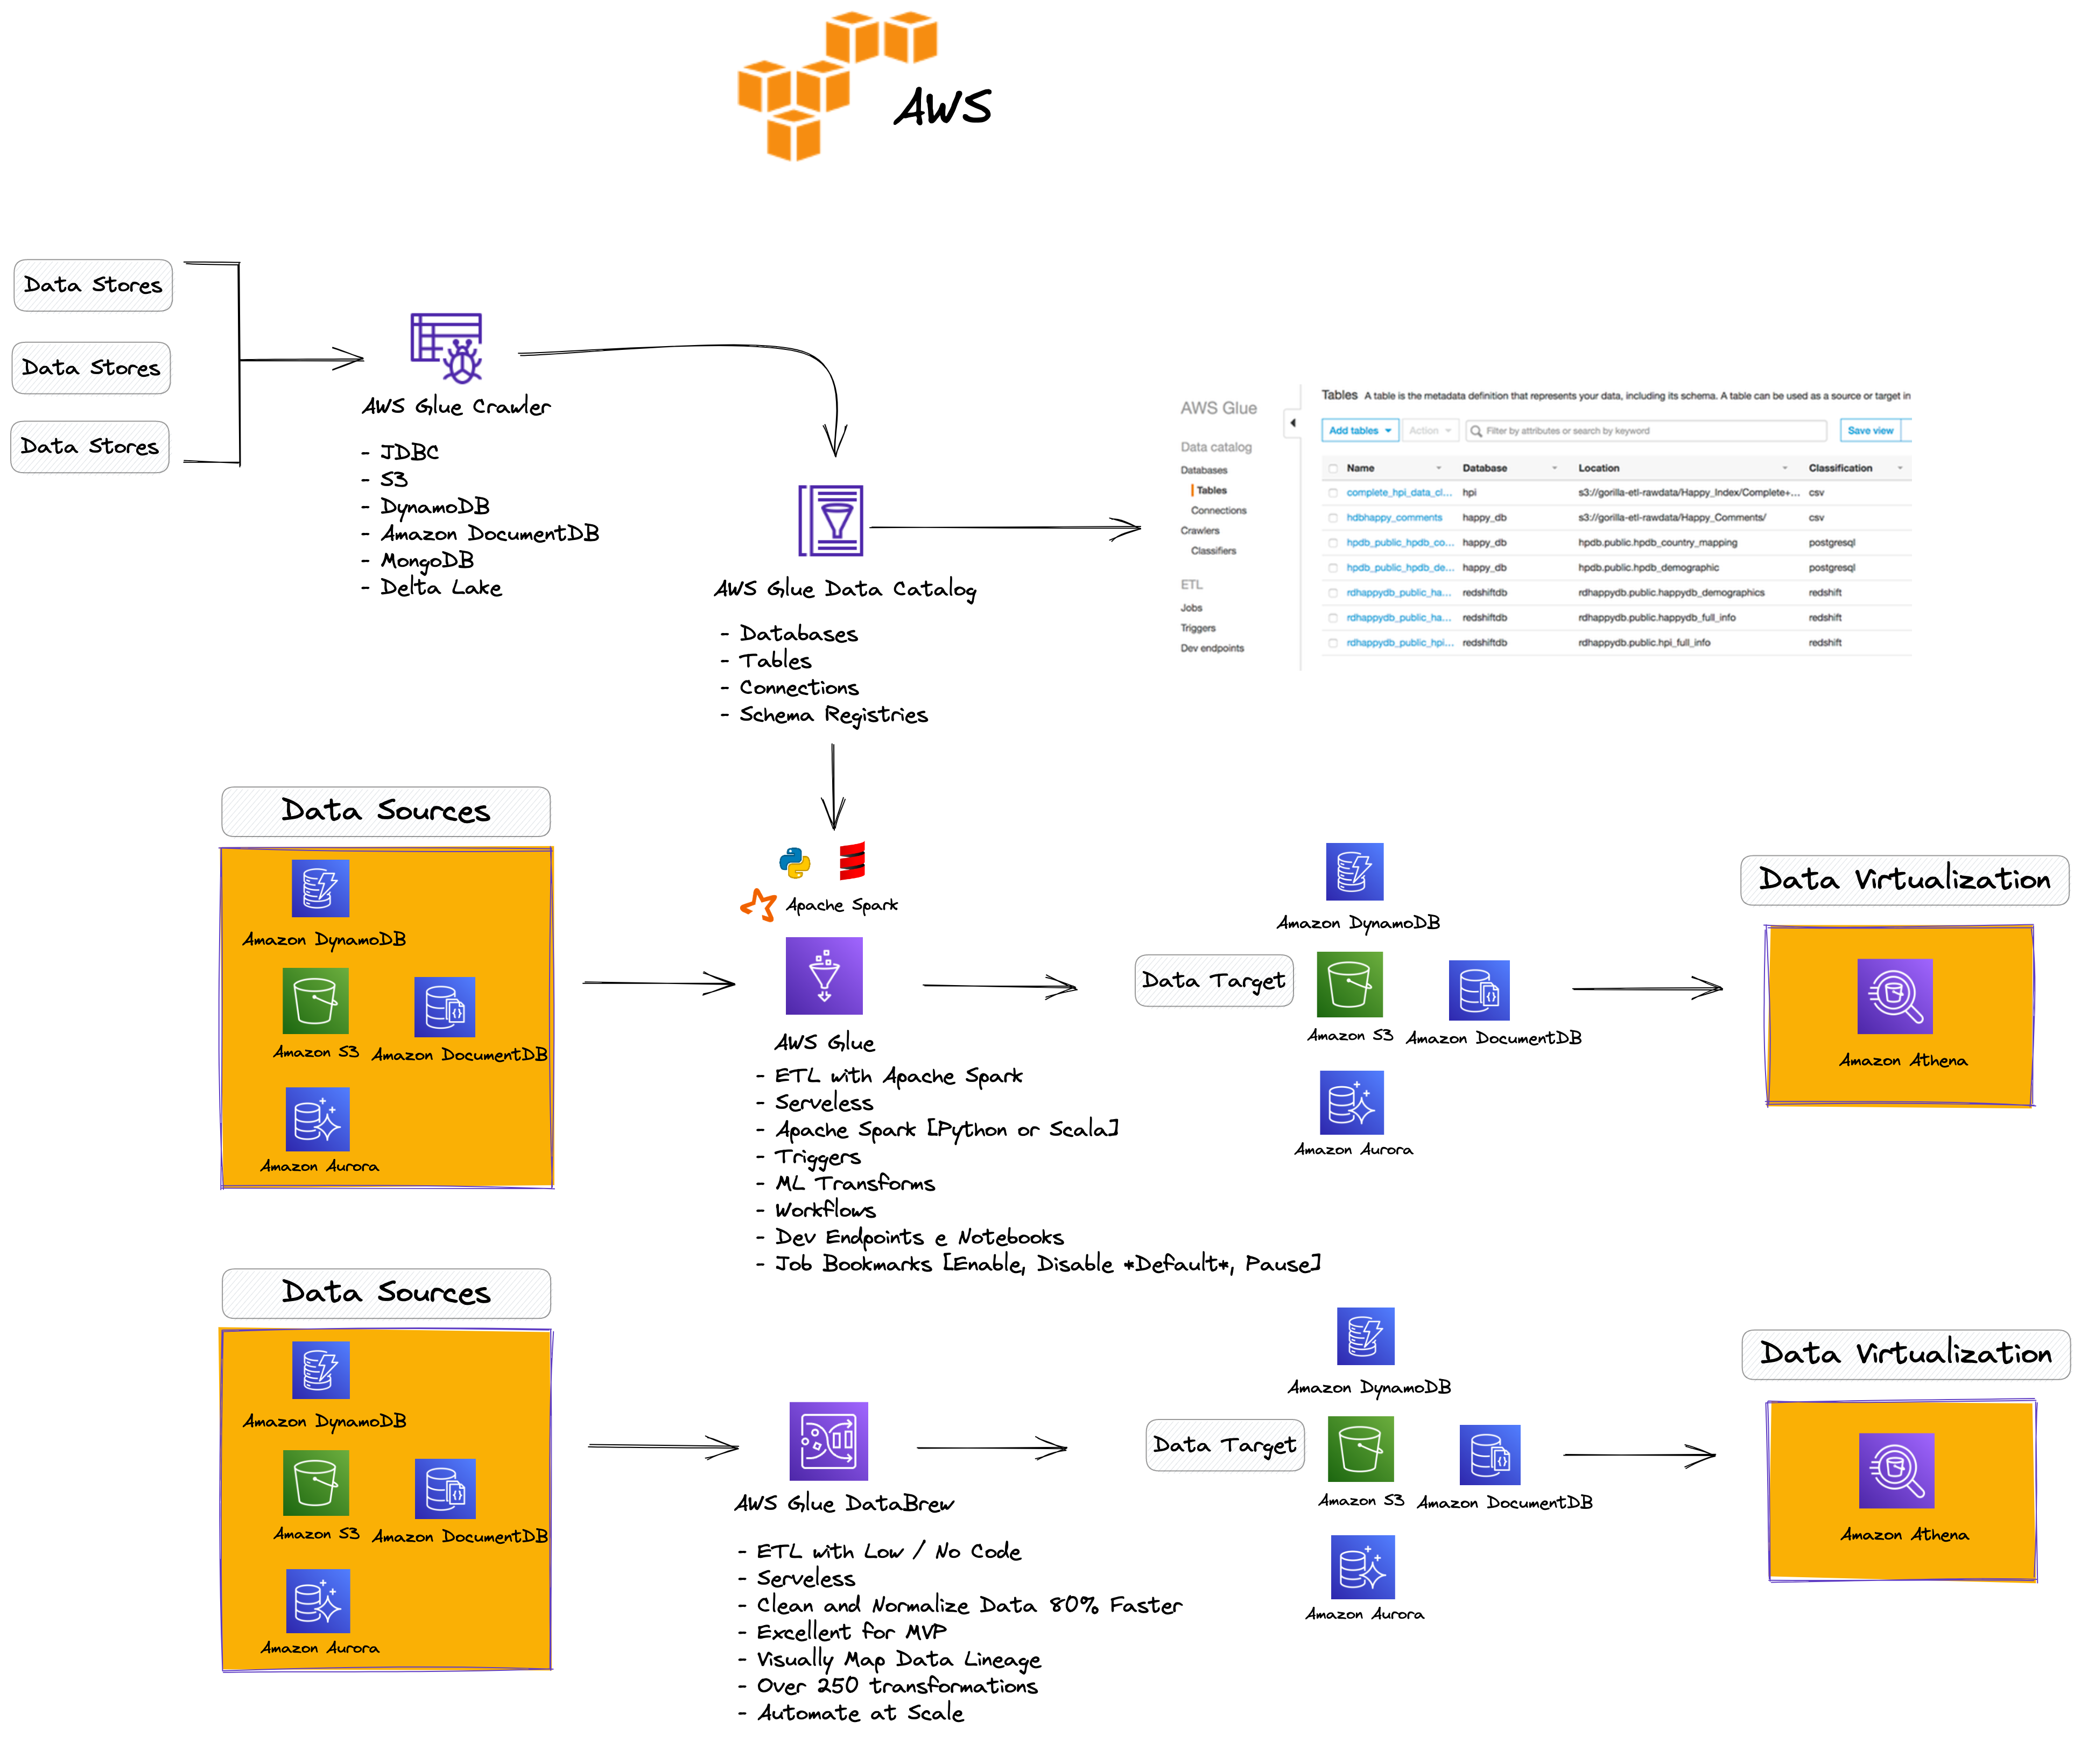 AWS
Data Stores
Data Stores
Data Stores
AWS Glue Crawler
- JDBC
- S3
- DynamoDB
- Amazon DocumentDB
- MongoDB
- Delta Lake
AWS Glue Data Catalog
- Databases
- Tables
- Connections
- Schema Registries
AWS Glue
Data catalog
Databases
Tables
Connections
Crawlers
Classifiers
ETL
Jobs
Triggers
Dev endpoints
Tables A table is the metadata definition that represents your data, including its schema. A table can be used as a source or target in
Add tables Action Filter by attributes or search by keyword Save view
Name Database Location Classification
complete_hpi_data_cl... hpi s3://gorilla-etl-rawdata/Happy_Index/Complete+... csv
hdbhappy_comments happy_db s3://gorilla-etl-rawdata/Happy_Comments/ csv
hpdb_public_hpdb_co... happy_db hpdb.public.hpdb_country_mapping postgresql
hpdb_public_hpdb_de... happy_db hpdb.public.hpdb_demographic postgresql
rdhappydb_public_ha... redshiftdb rdhappydb.public.happydb_demographics redshift
rdhappydb_public_ha... redshiftdb rdhappydb.public.happydb_full_info redshift
rdhappydb_public_hpi... redshiftdb rdhappydb.public.hpi_full_info redshift
Data Sources
Amazon DynamoDB
Amazon S3
Amazon DocumentDB
Amazon Aurora
Apache Spark
AWS Glue
- ETL with Apache Spark
- Serveless
- Apache Spark [Python or Scala]
- Triggers
- ML Transforms
- Workflows
- Dev Endpoints e Notebooks
- Job Bookmarks [Enable, Disable *Default*, Pause]
Data Target
Amazon DynamoDB
Amazon S3
Amazon DocumentDB
Amazon Aurora
Data Virtualization
Amazon Athena
Data Sources
Amazon DynamoDB
Amazon S3
Amazon DocumentDB
Amazon Aurora
AWS Glue DataBrew
- ETL with Low / No Code
- Serveless
- Clean and Normalize Data 80% Faster
- Excellent for MVP
- Visually Map Data Lineage
- Over 250 transformations
- Automate at Scale
Data Target
Amazon DynamoDB
Amazon S3
Amazon DocumentDB
Amazon Aurora
Data Virtualization
Amazon Athena